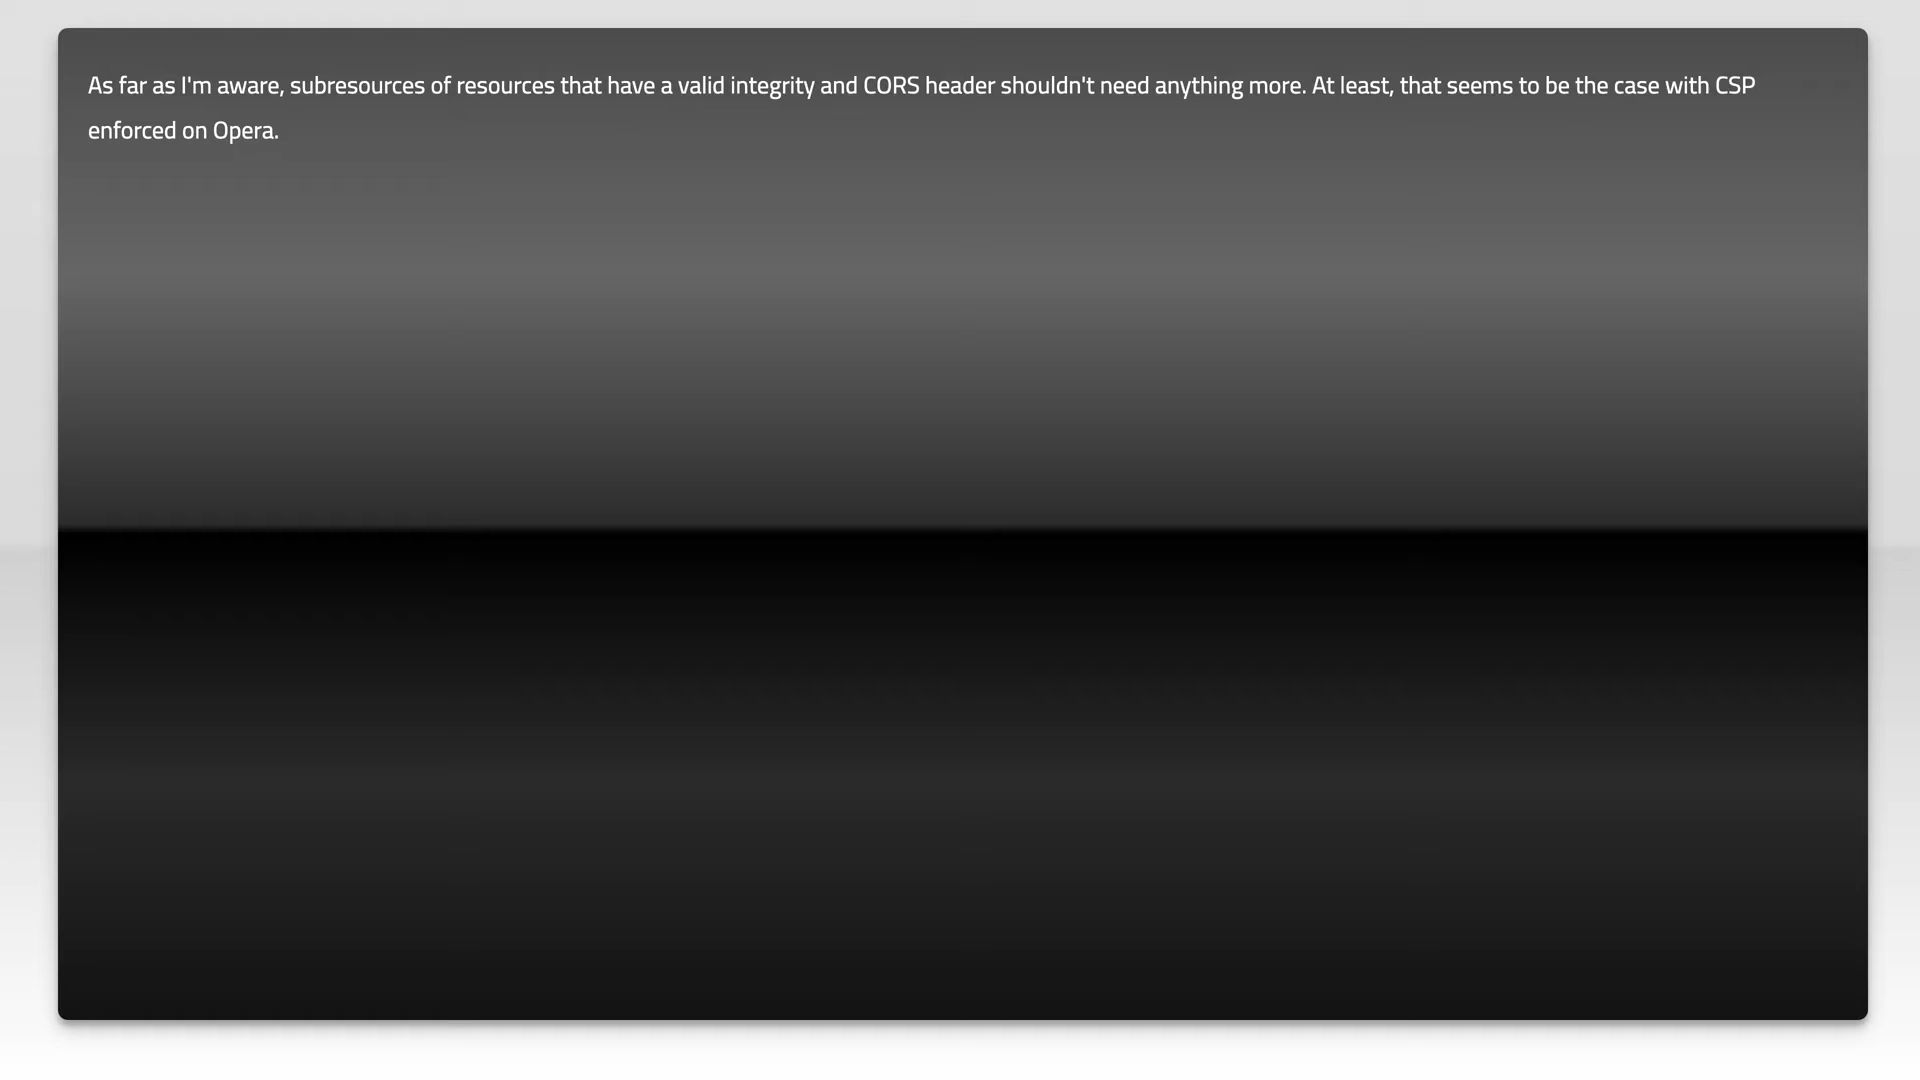 As far as I'm aware, subresources of resources that have a valid integrity and CORS header shouldn't need anything more. At least, that seems to be the case with CSP
enforced on Opera.